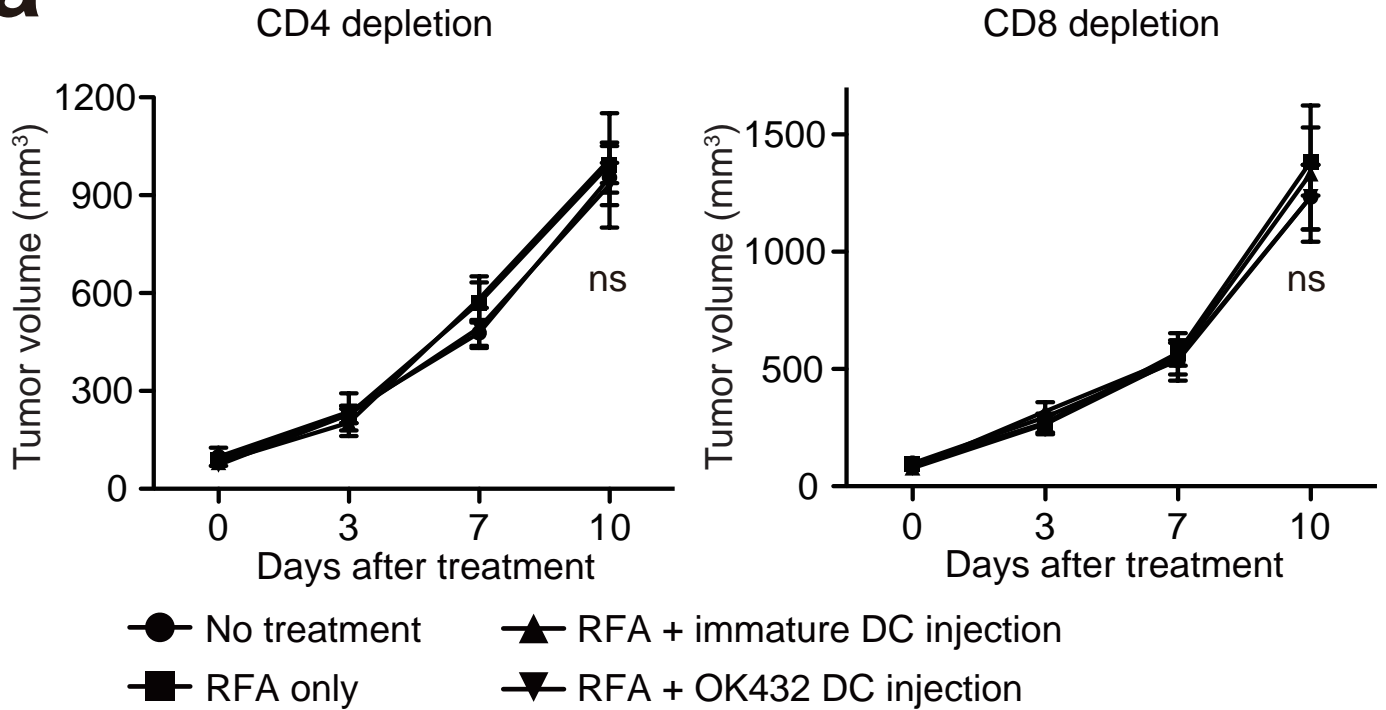 a
CD4 depletion
Tumor volume (mm³)
1200
900
600
300
0
ns
0 3 7 10
Days after treatment
CD8 depletion
Tumor volume (mm³)
1500
1000
500
0
ns
0 3 7 10
Days after treatment
No treatment
RFA + immature DC injection
RFA only
RFA + OK432 DC injection